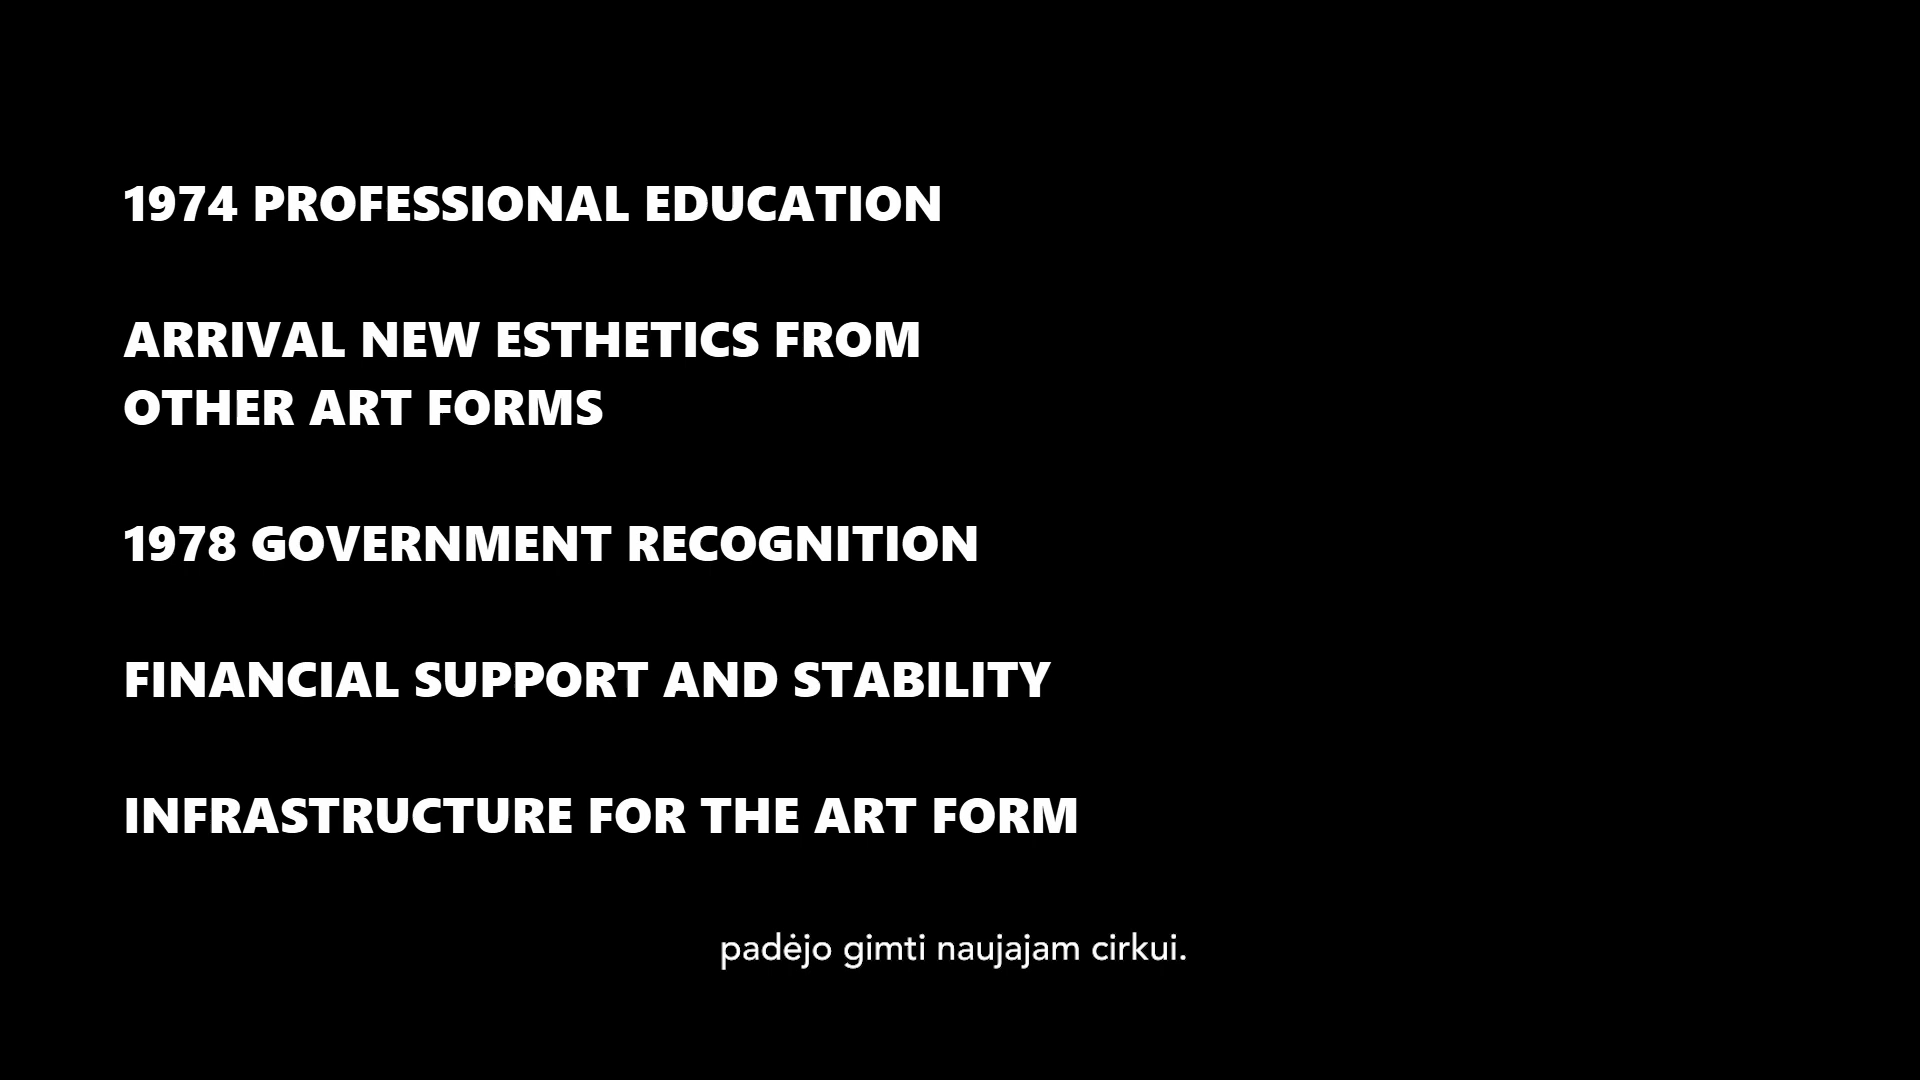 1974 PROFESSIONAL EDUCATION
ARRIVAL NEW ESTHETICS FROM
OTHER ART FORMS
1978 GOVERNMENT RECOGNITION
FINANCIAL SUPPORT AND STABILITY
INFRASTRUCTURE FOR THE ART FORM
padėjo gimti naujajam cirkui.